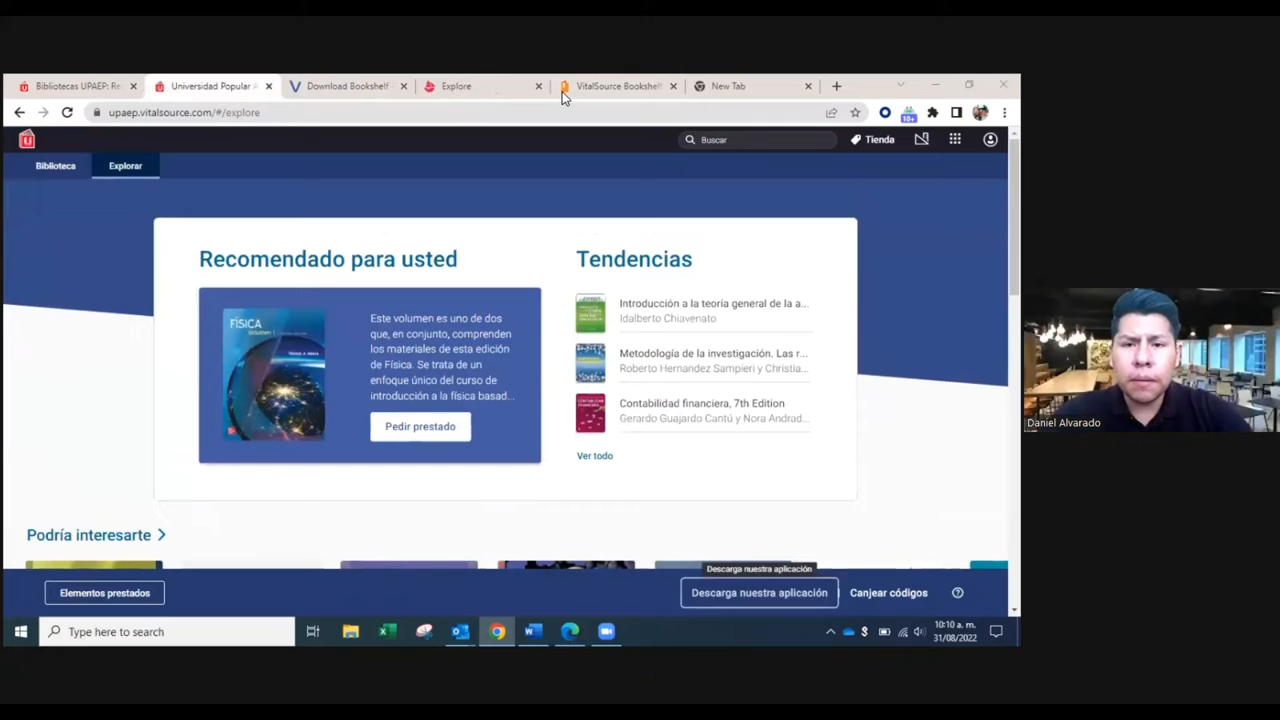 Bibliotecas UPAEP: Re
Universidad Popular A
Download Bookshelf
Explore
VitalSource Bookshelf
New Tab
upaep.vitalsource.com/#/explore
10+
Buscar
Tienda
Biblioteca
Explorar
Recomendado para usted
FÍSICA
Este volumen es uno de dos
que, en conjunto, comprenden
los materiales de esta edición
de Física. Se trata de un
enfoque único del curso de
introducción a la física basad...
Pedir prestado
Tendencias
Introducción a la teoría general de la a...
Idalberto Chiavenato
Metodología de la investigación. Las r...
Roberto Hernandez Sampieri y Christia...
Contabilidad financiera, 7th Edition
Gerardo Guajardo Cantú y Nora Andrad...
Ver todo
Daniel Alvarado
Podría interesarte
Descarga nuestra aplicación
Elementos prestados
Descarga nuestra aplicación
Canjear códigos
Type here to search
10:10 a. m.
31/08/2022